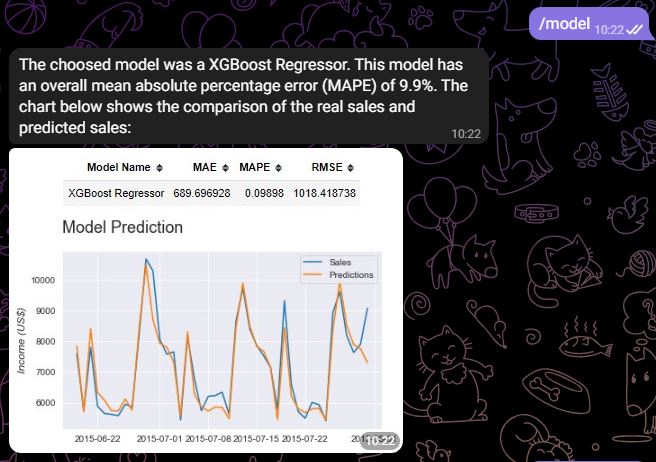 /model 10:22
The choosed model was a XGBoost Regressor. This model has
an overall mean absolute percentage error (MAPE) of 9.9%. The
chart below shows the comparison of the real sales and
predicted sales:
10:22
Model Name MAE MAPE RMSE
XGBoost Regressor 689.696928 0.09898 1018.418738
Model Prediction
Sales
Predictions
Income (US$)
10000
9000
8000
7000
6000
2015-06-22 2015-07-01 2015-07-08 2015-07-15 2015-07-22
10:22